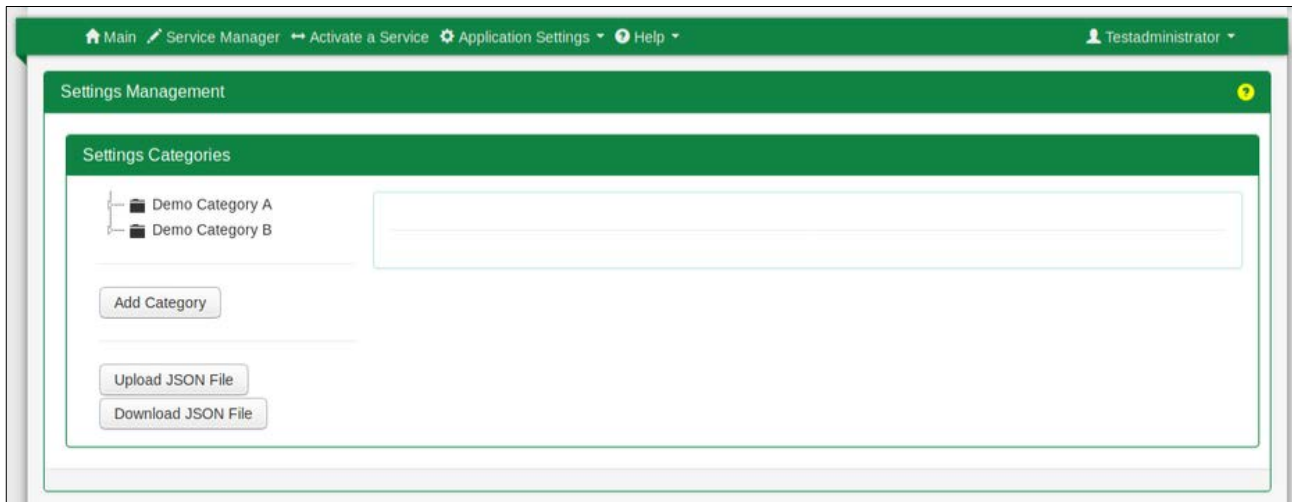 Main Service Manager Activate a Service Application Settings Help Testadministrator
Settings Management
Settings Categories
Demo Category A
Demo Category B
Add Category
Upload JSON File
Download JSON File